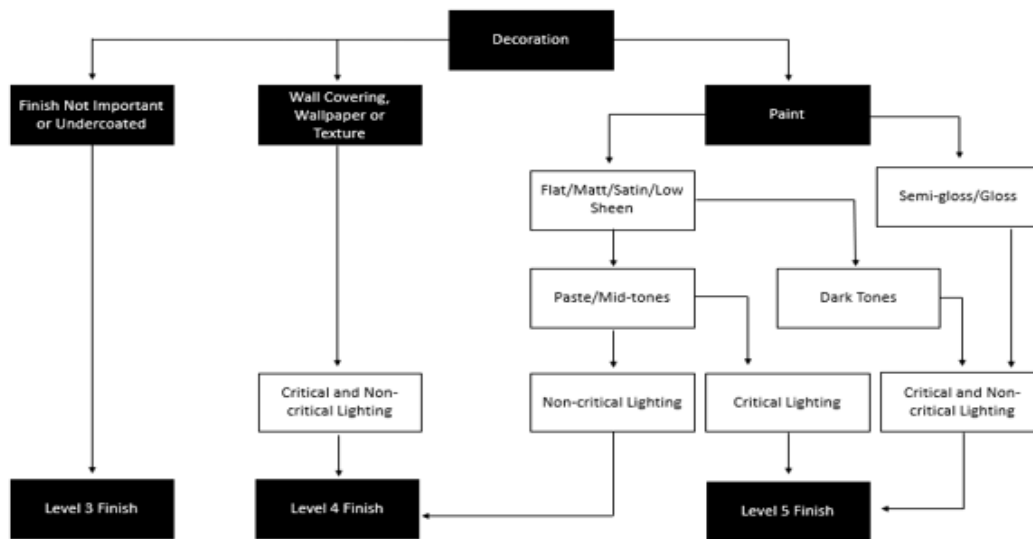 Decoration
Finish Not Important
or Undercoated
Wall Covering,
Wallpaper or
Texture
Paint
Flat/Matt/Satin/Low
Sheen
Semi-gloss/Gloss
Paste/Mid-tones
Dark Tones
Critical and Non-
critical Lighting
Non-critical Lighting
Critical Lighting
Critical and Non-
critical Lighting
Level 3 Finish
Level 4 Finish
Level 5 Finish